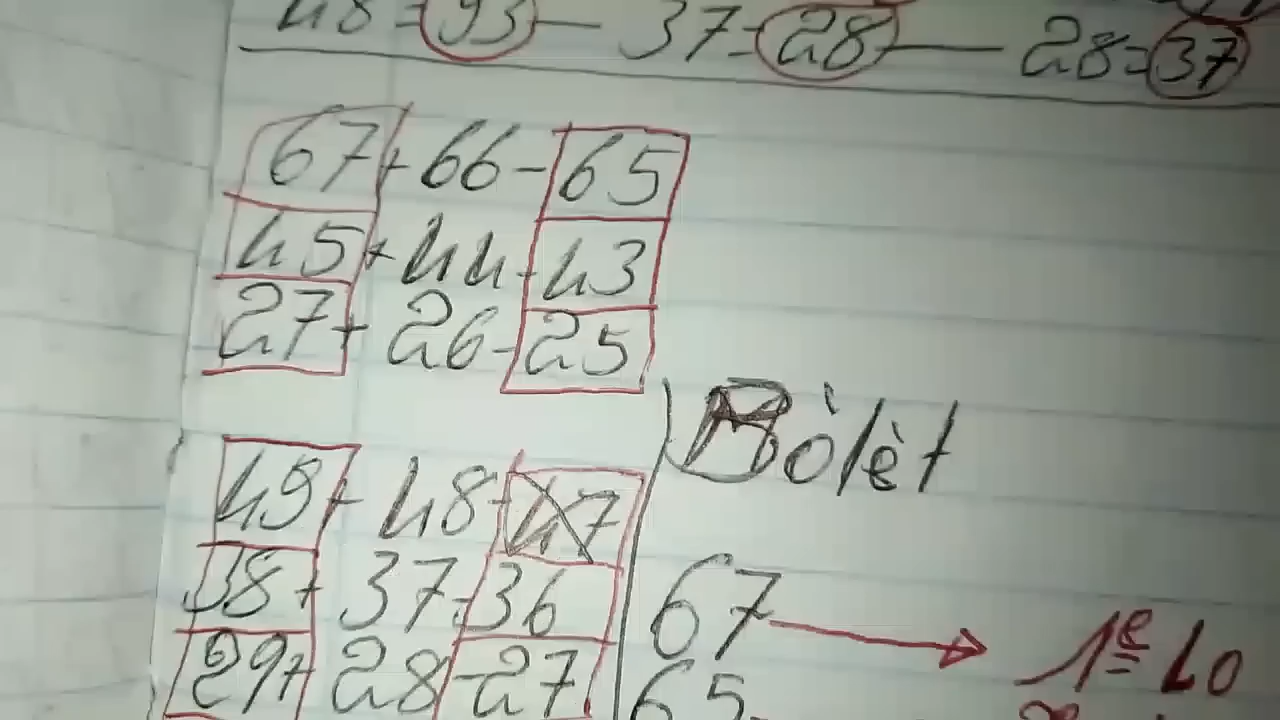 48=93 — 37=28 — 28=37
67+66-65
45+44-43
27+26-25
Bòlèt
49+48-47
38+37-36
29+28-27
67 → 1e Lo
65